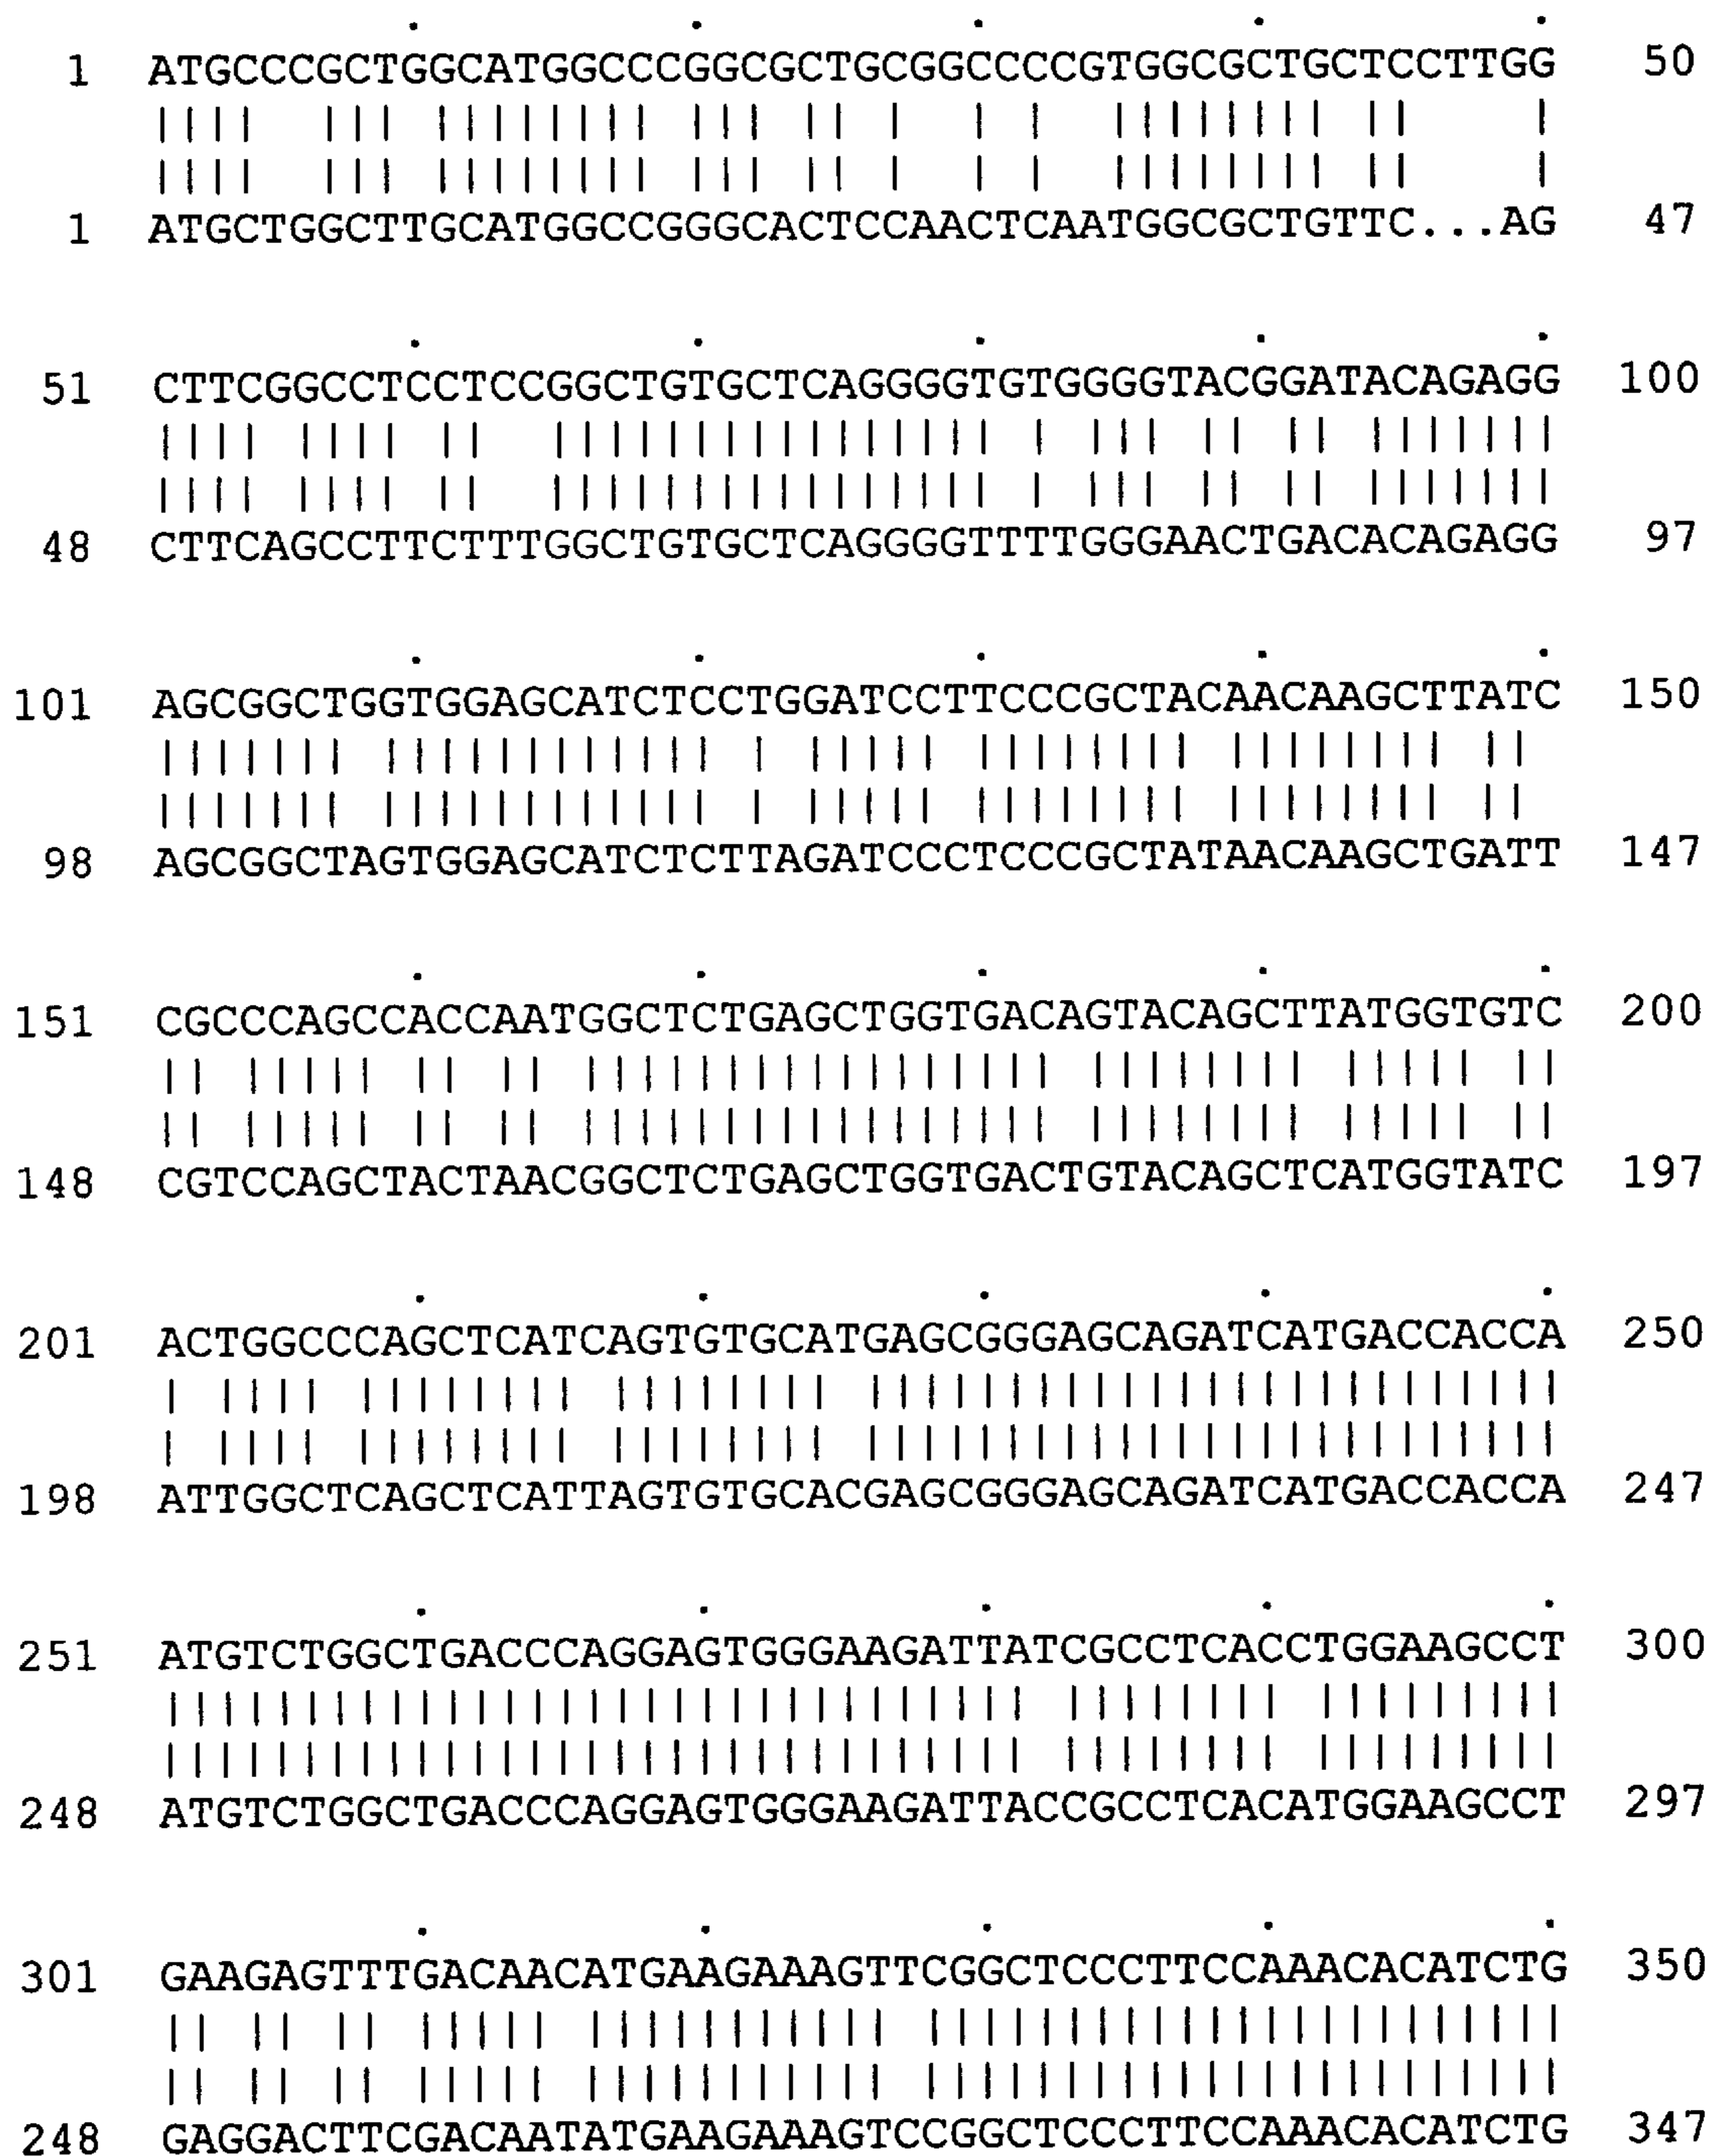 1 ATGCCCGCTGGCATGGCCCGGCGCTGCGGCCCCGTGGCGCTGCTCCTTGG 50
1 ATGCTGGCTTGCATGGCCGGGCACTCCAACTCAATGGCGCTGTTC...AG 47
51 CTTCGGCCTCCTCCGGCTGTGCTCAGGGGTGTGGGGTACGGATACAGAGG 100
48 CTTCAGCCTTCTTTGGCTGTGCTCAGGGGTTTTGGGAACTGACACAGAGG 97
101 AGCGGCTGGTGGAGCATCTCCTGGATCCTTCCCGCTACAACAAGCTTATC 150
98 AGCGGCTAGTGGAGCATCTCTTAGATCCCTCCCGCTATAACAAGCTGATT 147
151 CGCCCAGCCACCAATGGCTCTGAGCTGGTGACAGTACAGCTTATGGTGTC 200
148 CGTCCAGCTACTAACGGCTCTGAGCTGGTGACTGTACAGCTCATGGTATC 197
201 ACTGGCCCAGCTCATCAGTGTGCATGAGCGGGAGCAGATCATGACCACCA 250
198 ATTGGCTCAGCTCATTAGTGTGCACGAGCGGGAGCAGATCATGACCACCA 247
251 ATGTCTGGCTGACCCAGGAGTGGGAAGATTATCGCCTCACCTGGAAGCCT 300
248 ATGTCTGGCTGACCCAGGAGTGGGAAGATTACCGCCTCACATGGAAGCCT 297
301 GAAGAGTTTGACAACATGAAGAAAGTTCGGCTCCCTTCCAAACACATCTG 350
248 GAGGACTTCGACAATATGAAGAAAGTCCGGCTCCCTTCCAAACACATCTG 347